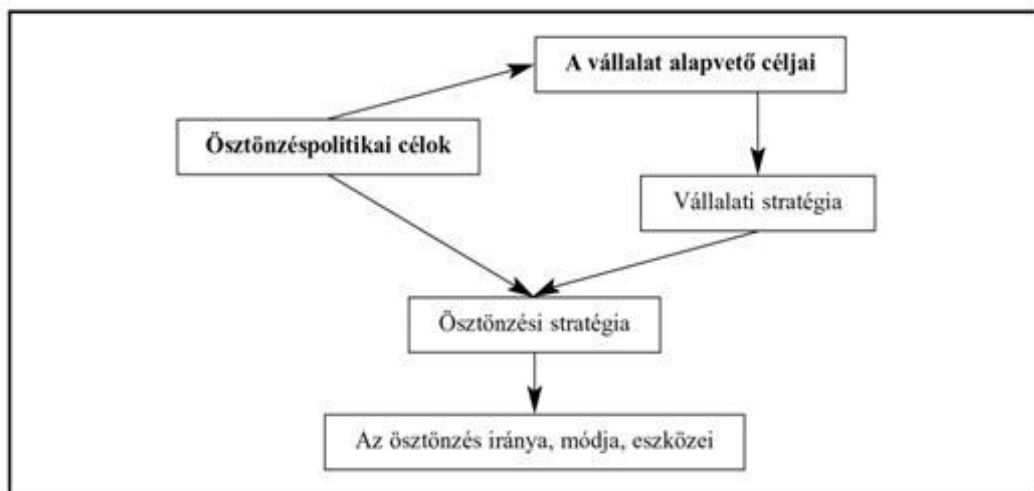 A vállalat alapvető céljai
Ösztönzéspolitikai célok
Vállalati stratégia
Ösztönzési stratégia
Az ösztönzés iránya, módja, eszközei